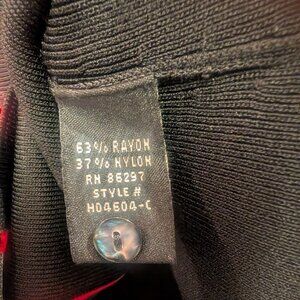 63% RAYON
37% NYLON
RN 86297
STYLE #
HD4604-C